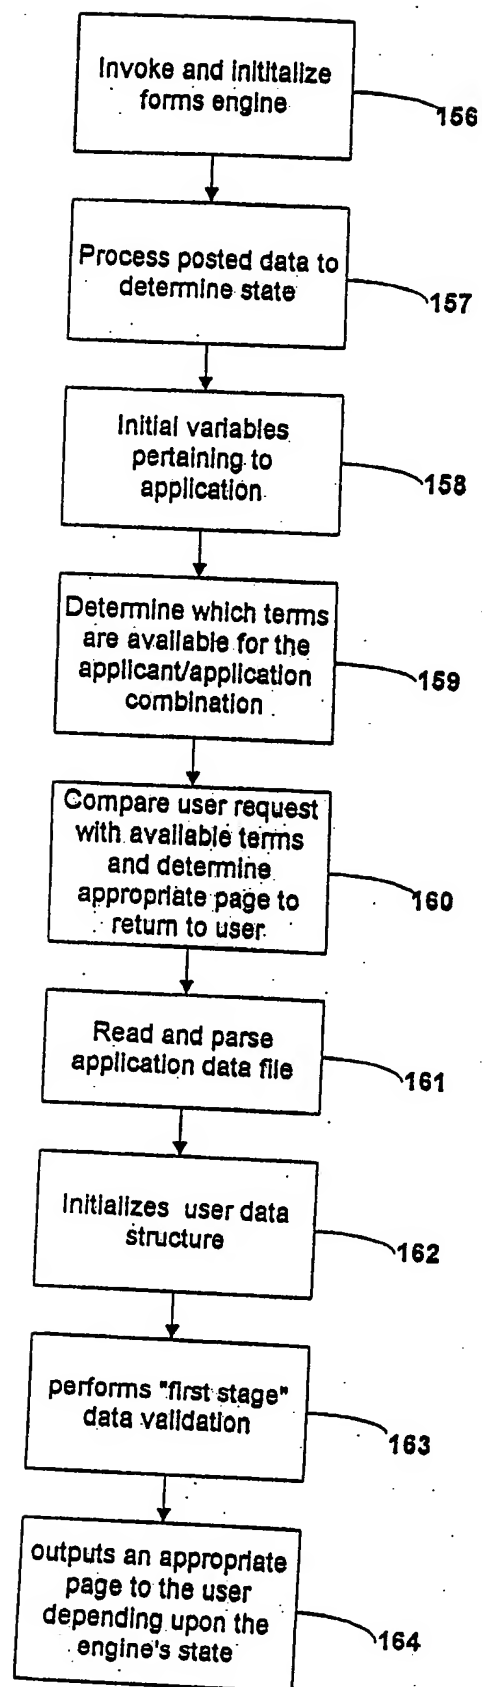 Invoke and inititalize
forms engine
156
Process posted data to
determine state
157
Initial variables
pertaining to
application
158
Determine which terms
are available for the
applicant/application
combination
159
Compare user request
with available terms
and determine
appropriate page to
return to user
160
Read and parse
application data file
161
Initializes user data
structure
162
performs "first stage"
data validation
163
outputs an appropriate
page to the user
depending upon the
engine's state
164